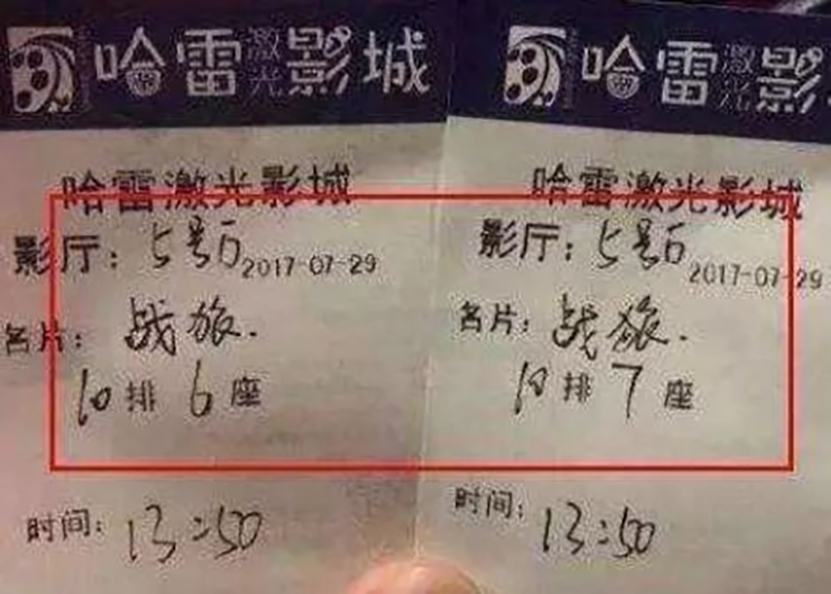 哈雷激光影城
哈雷激光影
哈雷激光影城
影厅：5号厅 2017-07-29
名片：战旅.
10排6座
时间：13:50
哈雷激光影城
影厅：5号厅 2017-07-29
名片：战旅.
10排7座
时间：13:50